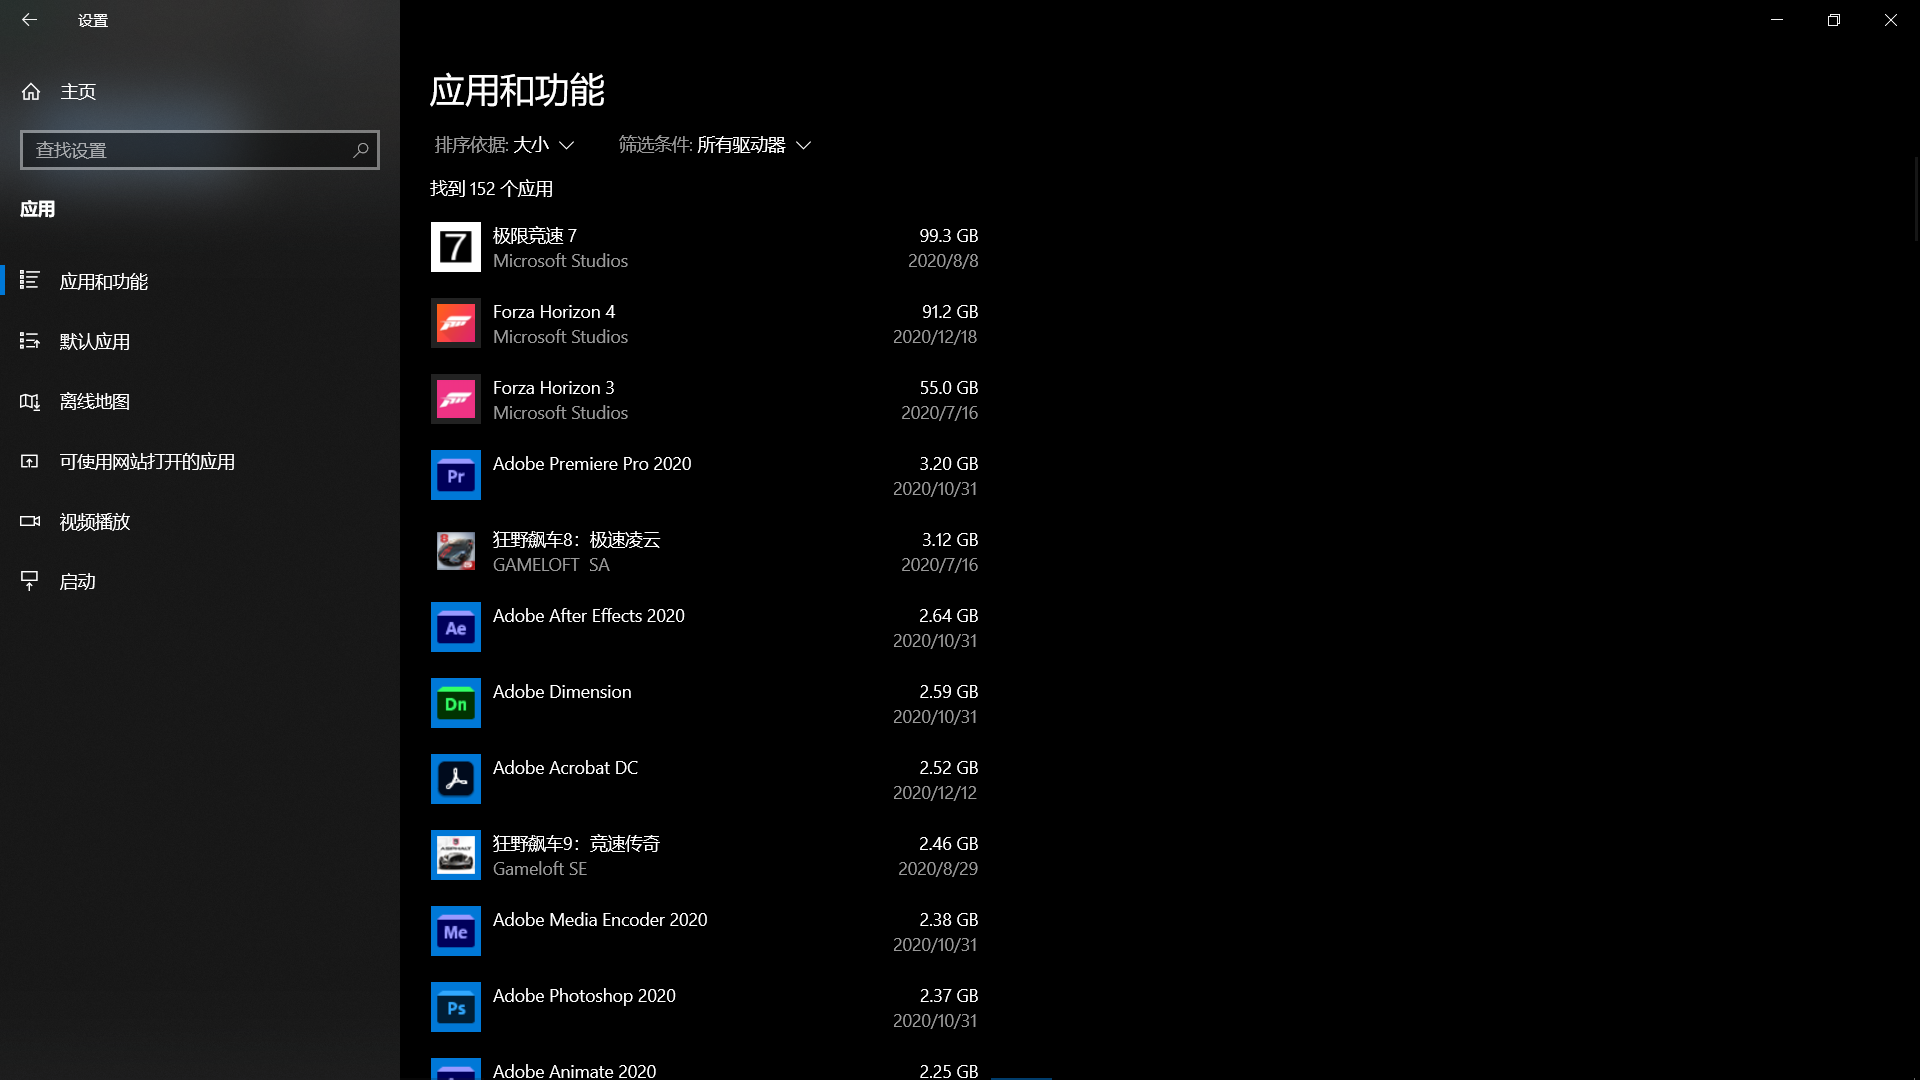 设置
主页
查找设置
应用
应用和功能
默认应用
离线地图
可使用网站打开的应用
视频播放
启动
应用和功能
排序依据: 大小
筛选条件: 所有驱动器
找到 152 个应用
7
极限竞速 7
99.3 GB
Microsoft Studios
2020/8/8
Forza Horizon 4
91.2 GB
Microsoft Studios
2020/12/18
Forza Horizon 3
55.0 GB
Microsoft Studios
2020/7/16
Pr
Adobe Premiere Pro 2020
3.20 GB
2020/10/31
8
狂野飙车8：极速凌云
3.12 GB
GAMELOFT  SA
2020/7/16
Ae
Adobe After Effects 2020
2.64 GB
2020/10/31
Dn
Adobe Dimension
2.59 GB
2020/10/31
Adobe Acrobat DC
2.52 GB
2020/12/12
ASPHALT
狂野飙车9：竞速传奇
2.46 GB
Gameloft SE
2020/8/29
Me
Adobe Media Encoder 2020
2.38 GB
2020/10/31
Ps
Adobe Photoshop 2020
2.37 GB
2020/10/31
Adobe Animate 2020
2.25 GB